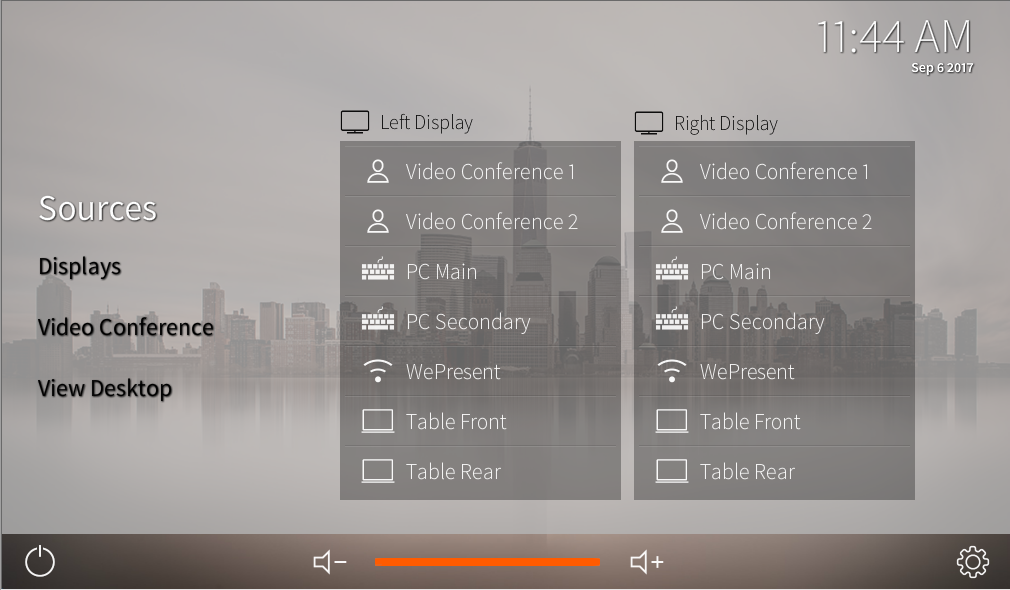 11:44 AM
Sep 6 2017
Sources
Displays
Video Conference
View Desktop
Left Display
Video Conference 1
Video Conference 2
PC Main
PC Secondary
WePresent
Table Front
Table Rear
Right Display
Video Conference 1
Video Conference 2
PC Main
PC Secondary
WePresent
Table Front
Table Rear